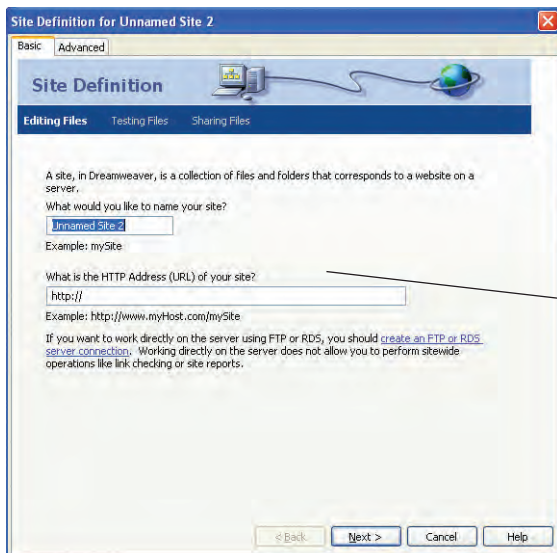 Site Definition for Unnamed Site 2
Basic Advanced
Site Definition
Editing Files Testing Files Sharing Files
A site, in Dreamweaver, is a collection of files and folders that corresponds to a website on a
server.
What would you like to name your site?
Unnamed Site 2
Example: mySite
What is the HTTP Address (URL) of your site?
http://
Example: http://www.myHost.com/mySite
If you want to work directly on the server using FTP or RDS, you should create an FTP or RDS
server connection. Working directly on the server does not allow you to perform sitewide
operations like link checking or site reports.
< Back Next > Cancel Help